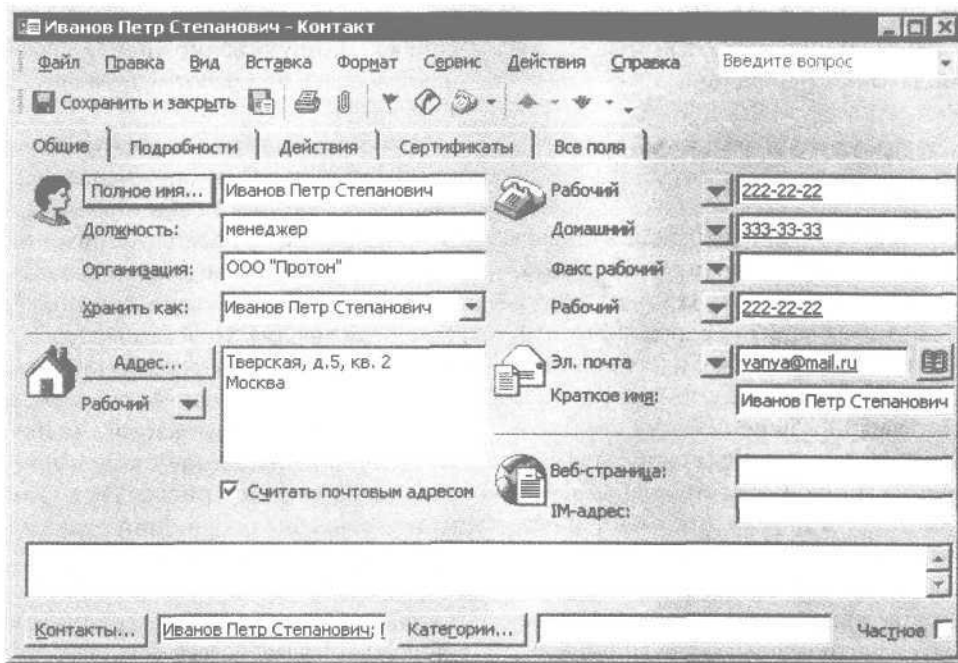 Иванов Петр Степанович - Контакт
Файл Правка Вид Вставка Формат Сервис Действия Справка Введите вопрос
Сохранить и закрыть
Общие Подробности Действия Сертификаты Все поля
Полное имя... Иванов Петр Степанович Рабочий 222-22-22
Должность: менеджер Домашний 333-33-33
Организация: ООО "Протон" Факс рабочий
Хранить как: Иванов Петр Степанович Рабочий 222-22-22
Адрес... Тверская, д.5, кв. 2 Эл. почта vanya@mail.ru
Москва
Рабочий Краткое имя: Иванов Петр Степанович
Веб-страница:
Считать почтовым адресом
IM-адрес:
Контакты... Иванов Петр Степанович; Категории... Частное